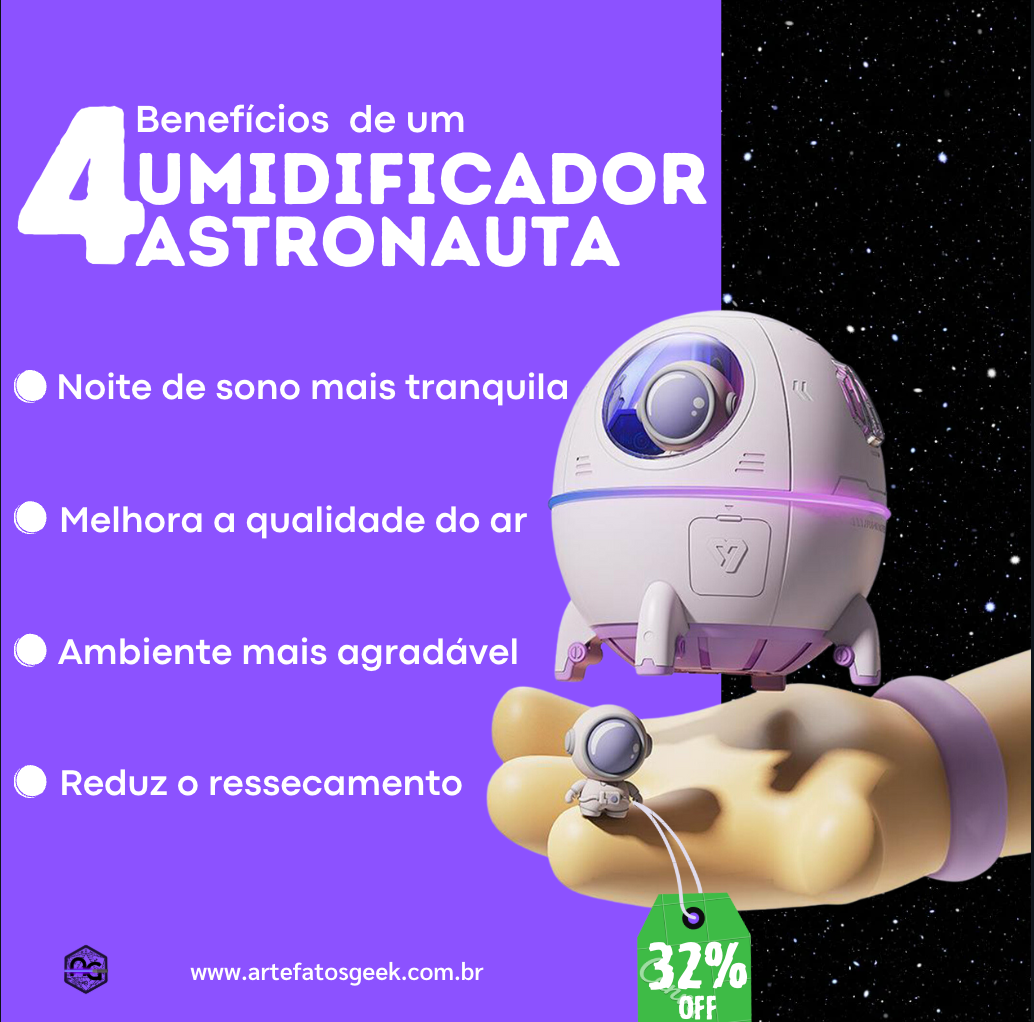 4
Benefícios de um
UMIDIFICADOR
ASTRONAUTA
Noite de sono mais tranquila
Melhora a qualidade do ar
Ambiente mais agradável
Reduz o ressecamento
www.artefatosgeek.com.br
32%
OFF